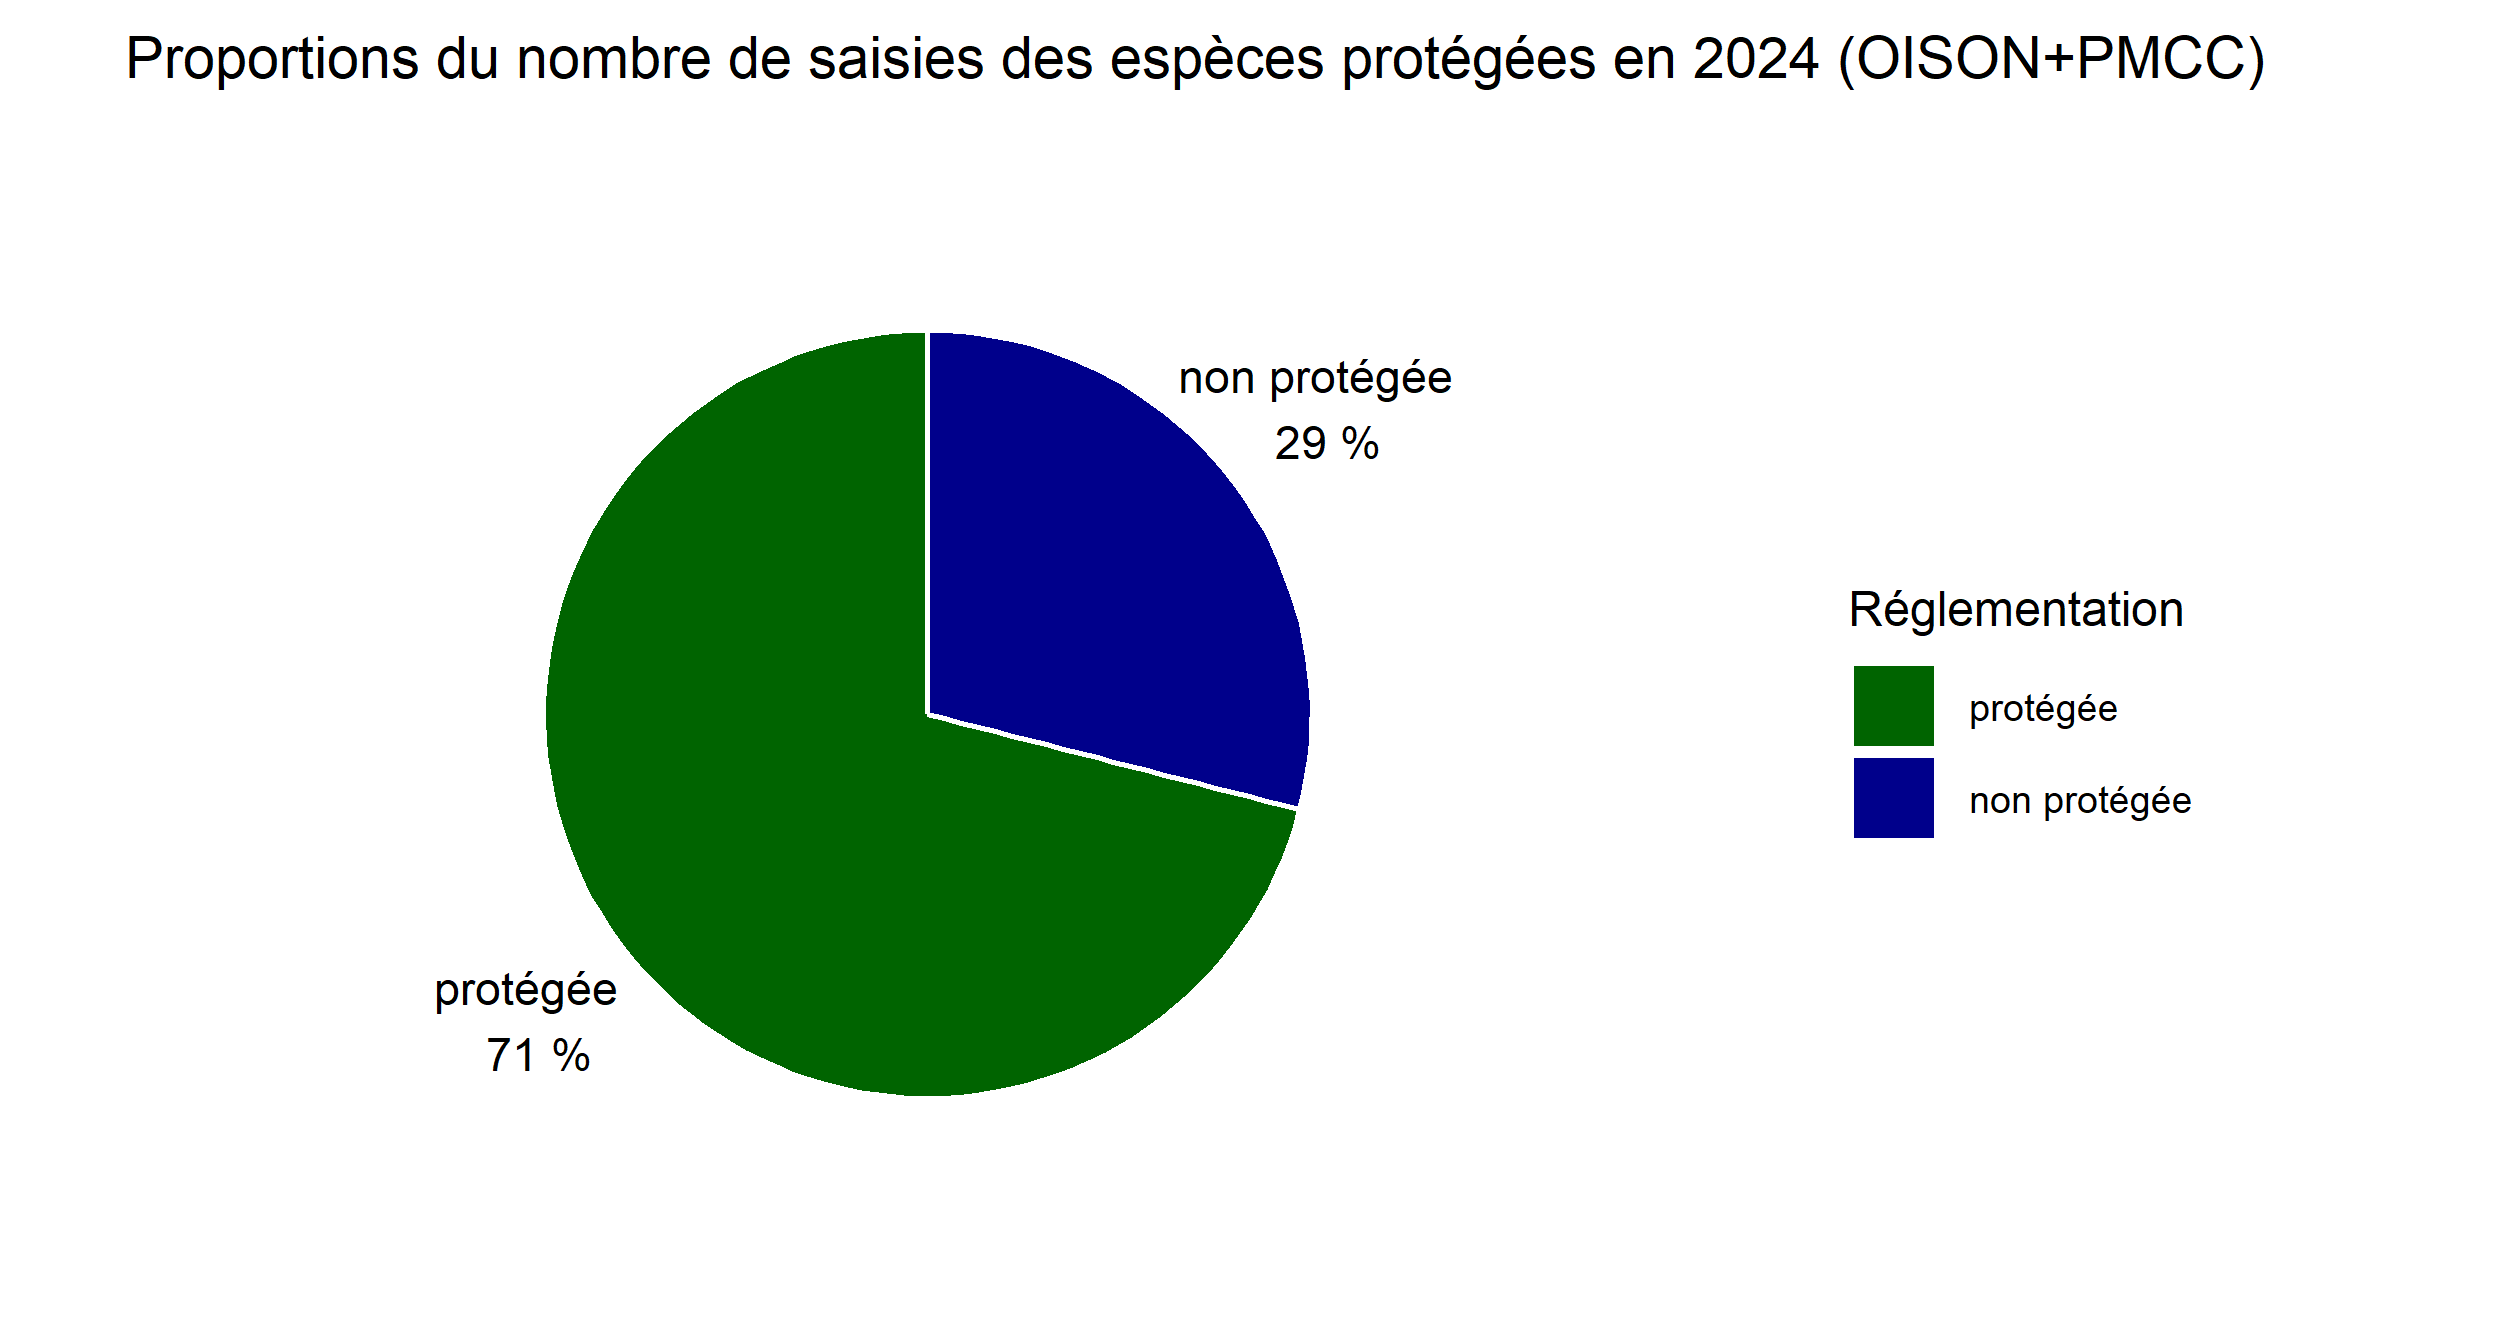 Proportions du nombre de saisies des espèces protégées en 2024 (OISON+PMCC)
non protégée
29 %
Réglementation
protégée
non protégée
protégée
71 %